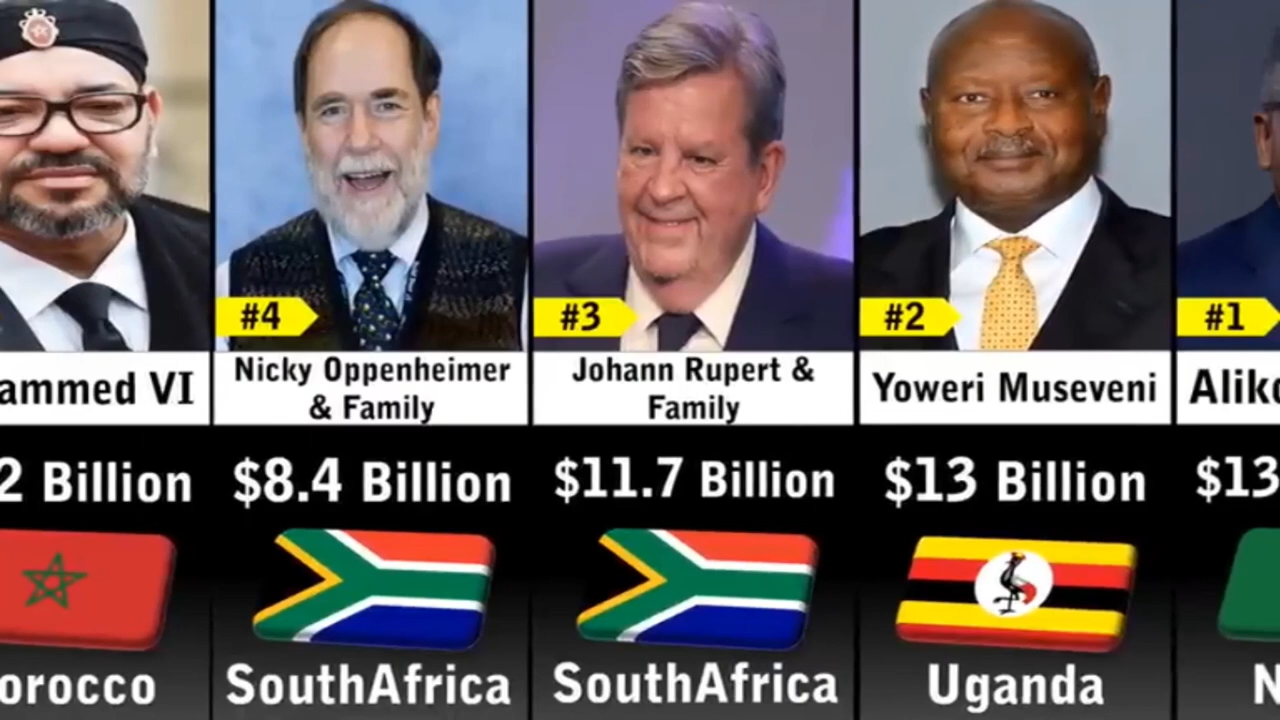 #4
#3
#2
#1
ammed VI
Nicky Oppenheimer
& Family
Johann Rupert &
Family
Yoweri Museveni
Alik
2 Billion
$8.4 Billion
$11.7 Billion
$13 Billion
$13
orocco
SouthAfrica
SouthAfrica
Uganda
N